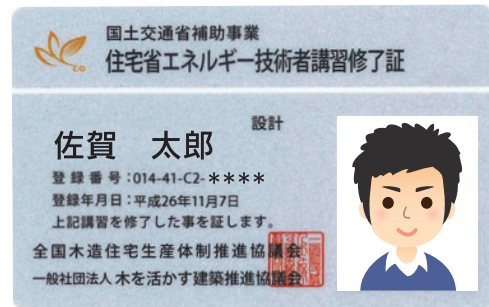 国土交通省補助事業
住宅省エネルギー技術者講習修了証
設計
佐賀 太郎
登録番号:014-41-C2-****
登録年月日:平成26年11月7日
上記講習を修了した事を証します。
全国木造住宅生産体制推進協議会
一般社団法人 木を活かす建築推進協議会